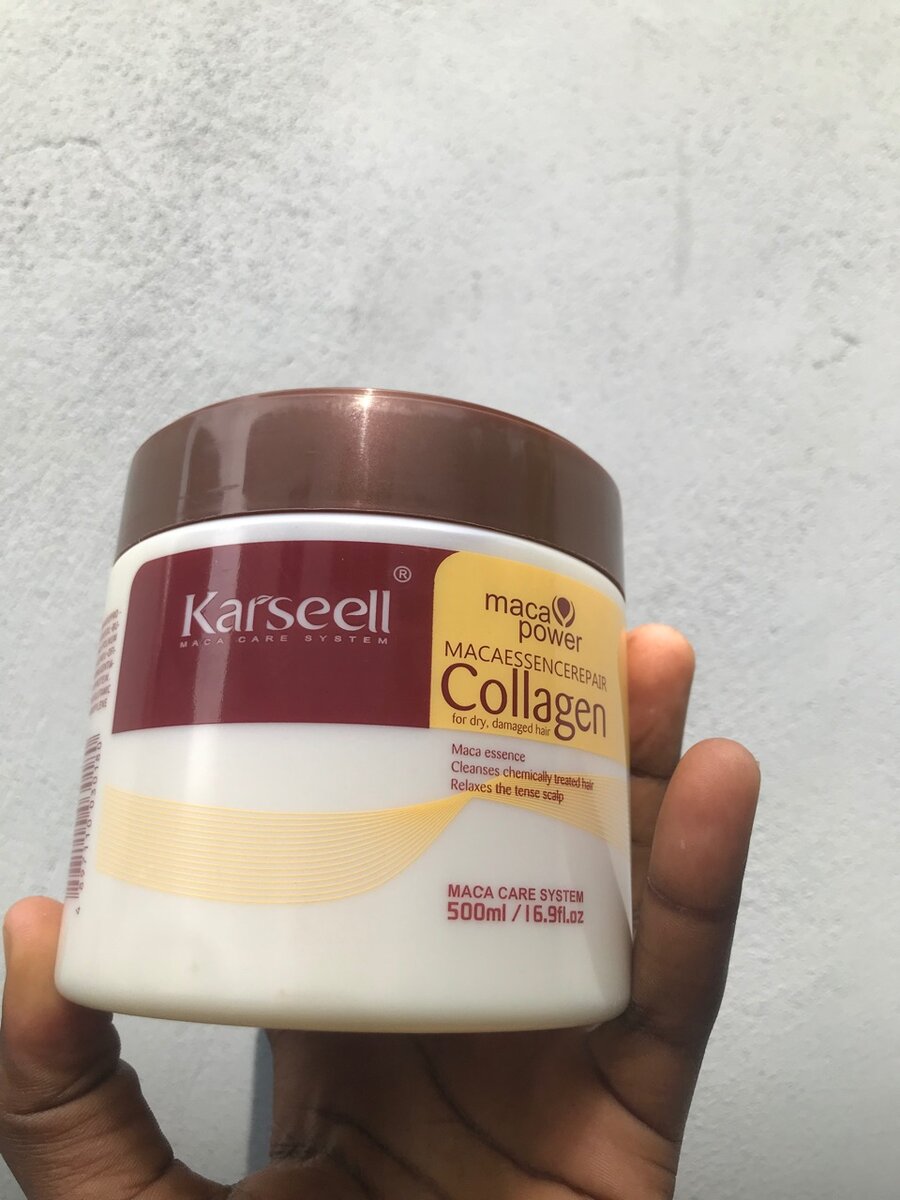 Karseell®
MACA CARE SYSTEM
maca
power
MACAESSENCEREPAIR
Collagen
for dry, damaged hair
Maca essence
Cleanses chemically treated hair
Relaxes the tense scalp
MACA CARE SYSTEM
500ml / 16.9fl.oz